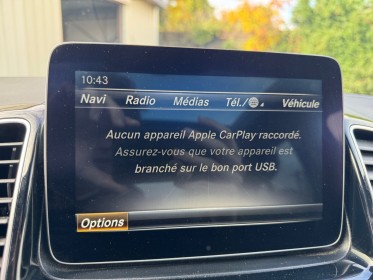 10:43
Navi Radio Médias Tél./ Véhicule
Aucun appareil Apple CarPlay raccordé.
Assurez-vous que votre appareil est
branché sur le bon port USB.
Options